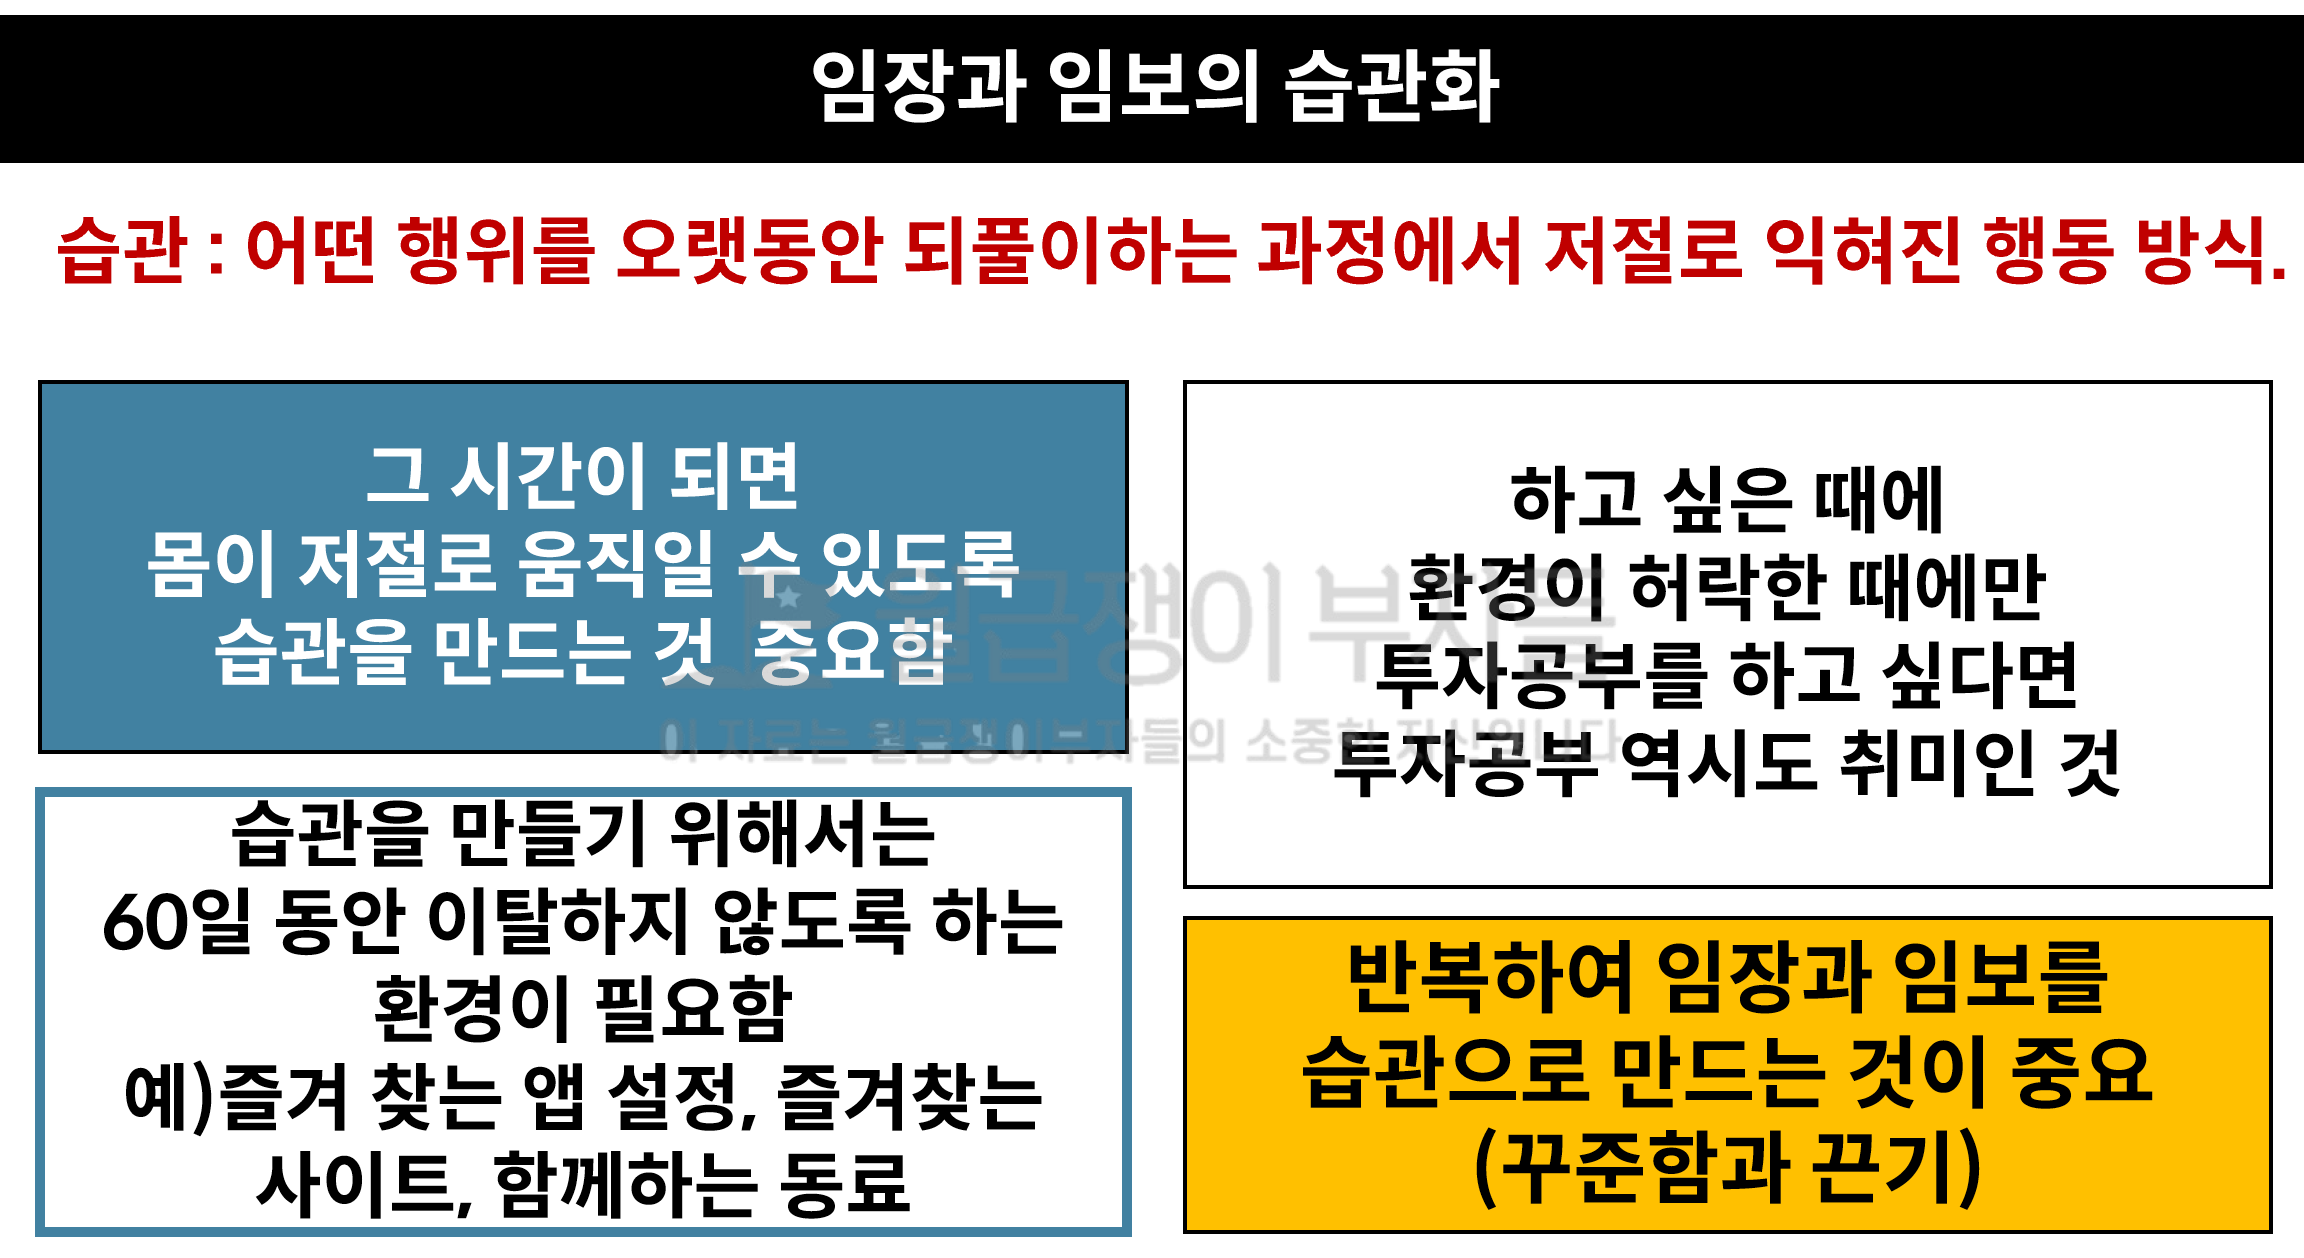 임장과 임보의 습관화
습관 : 어떤 행위를 오랫동안 되풀이하는 과정에서 저절로 익혀진 행동 방식.
그 시간이 되면
몸이 저절로 움직일 수 있도록
습관을 만드는 것 중요함
습관을 만들기 위해서는
60일 동안 이탈하지 않도록 하는
환경이 필요함
예)즐겨 찾는 앱 설정, 즐겨찾는
사이트, 함께하는 동료
하고 싶은 때에
환경이 허락한 때에만
투자공부를 하고 싶다면
투자공부 역시도 취미인 것
반복하여 임장과 임보를
습관으로 만드는 것이 중요
(꾸준함과 끈기)
월급쟁이 부자들
이 자료는 월급쟁이부자들의 소중한 자산입니다